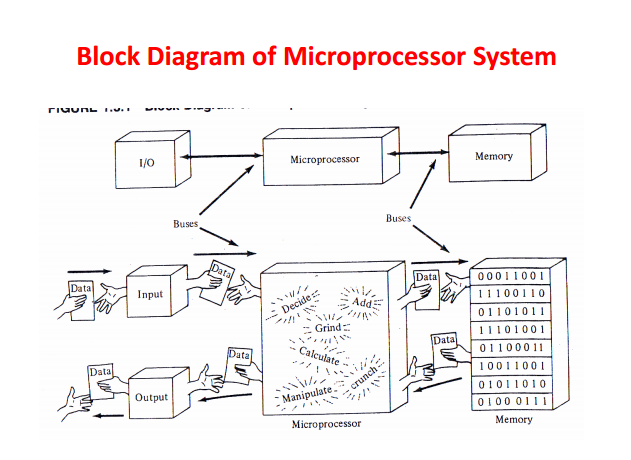 Block Diagram of Microprocessor System
I/O
Microprocessor
Memory
Buses
Buses
Data
Input
Data
Data
Decide
Add
Grind
Calculate
Manipulate
crunch
Data
Output
Data
Data
00011001
11100110
01101011
11101001
01100011
10011001
01011010
01000111
Microprocessor
Memory